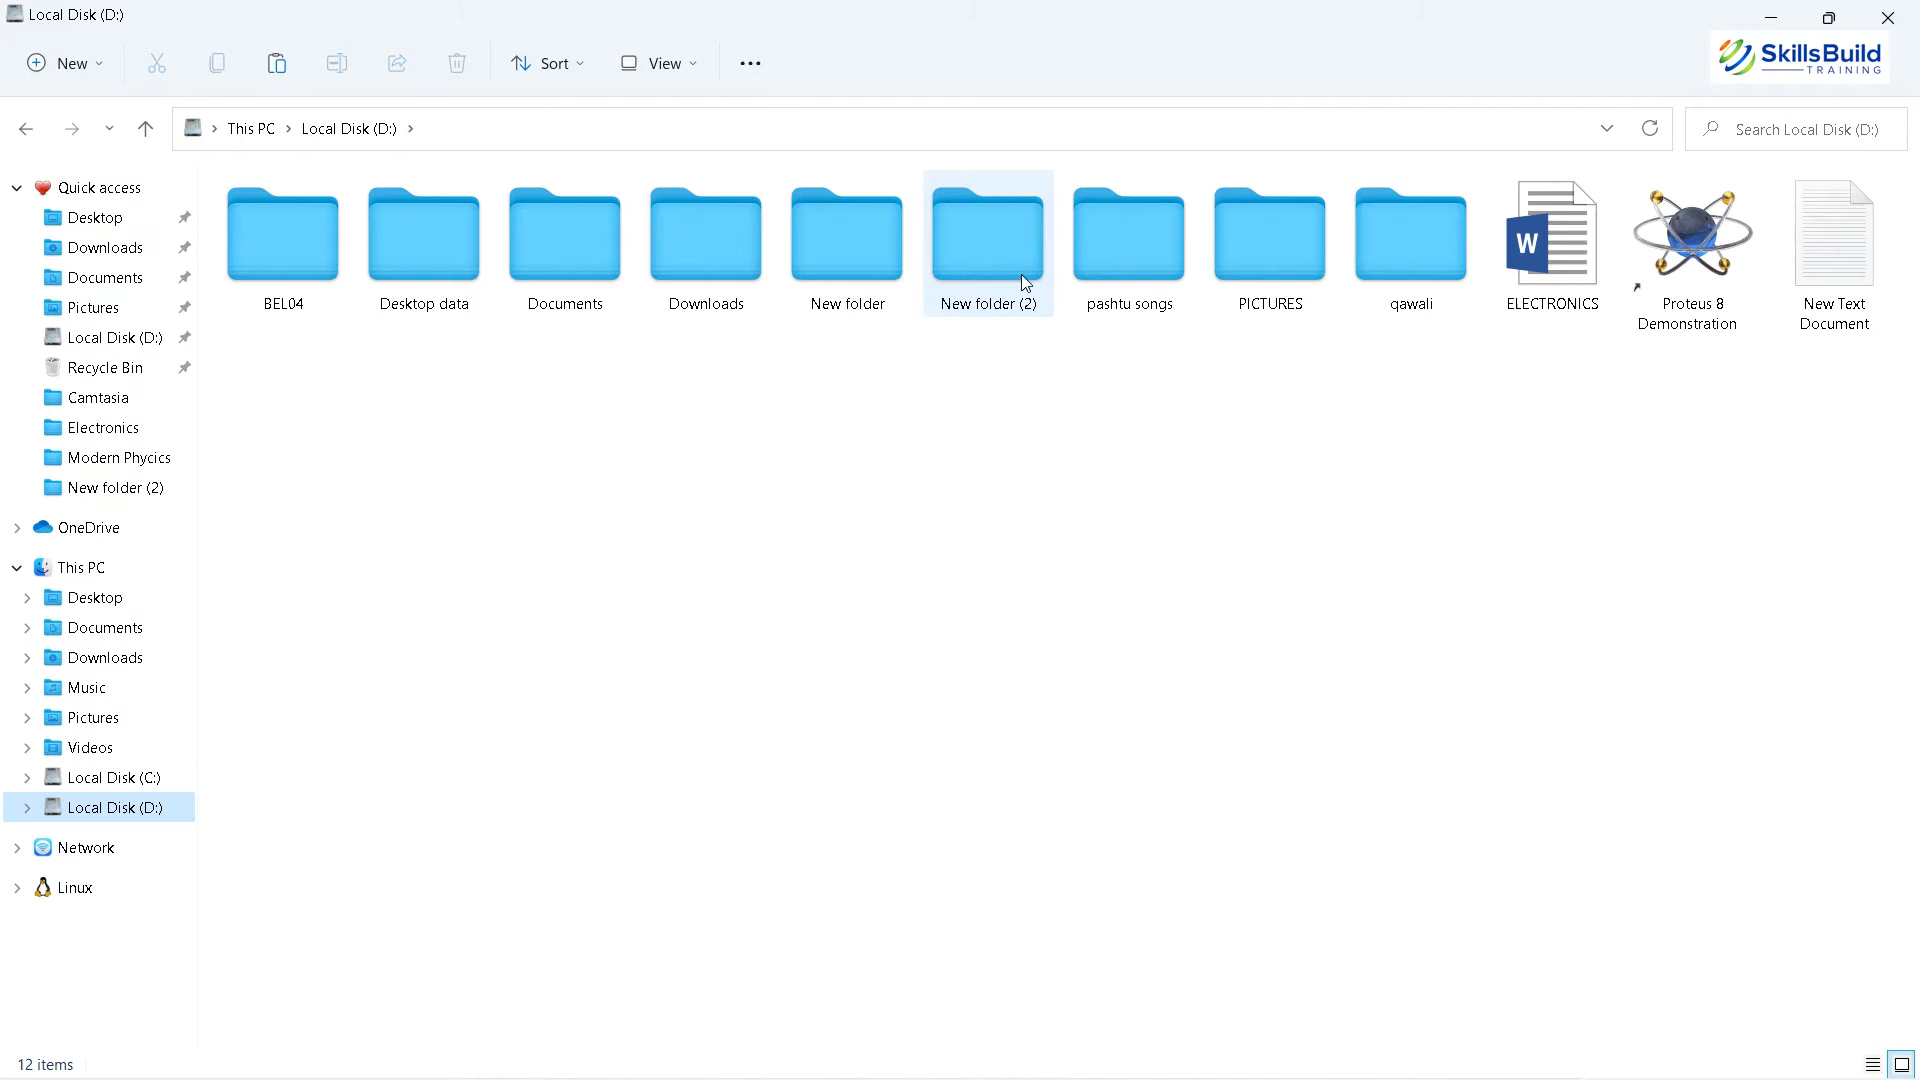 Local Disk (D:)
New
Sort
View
SkillsBuild
TRAINING
This PC
Local Disk (D:)
Search Local Disk (D:)
Quick access
Desktop
Downloads
Documents
Pictures
Local Disk (D:)
Recycle Bin
Camtasia
Electronics
Modern Phycics
New folder (2)
OneDrive
This PC
Desktop
Documents
Downloads
Music
Pictures
Videos
Local Disk (C:)
Local Disk (D:)
Network
Linux
BEL04
Desktop data
Documents
Downloads
New folder
New folder (2)
pashtu songs
PICTURES
qawali
W
ELECTRONICS
Proteus 8
Demonstration
New Text
Document
12 items